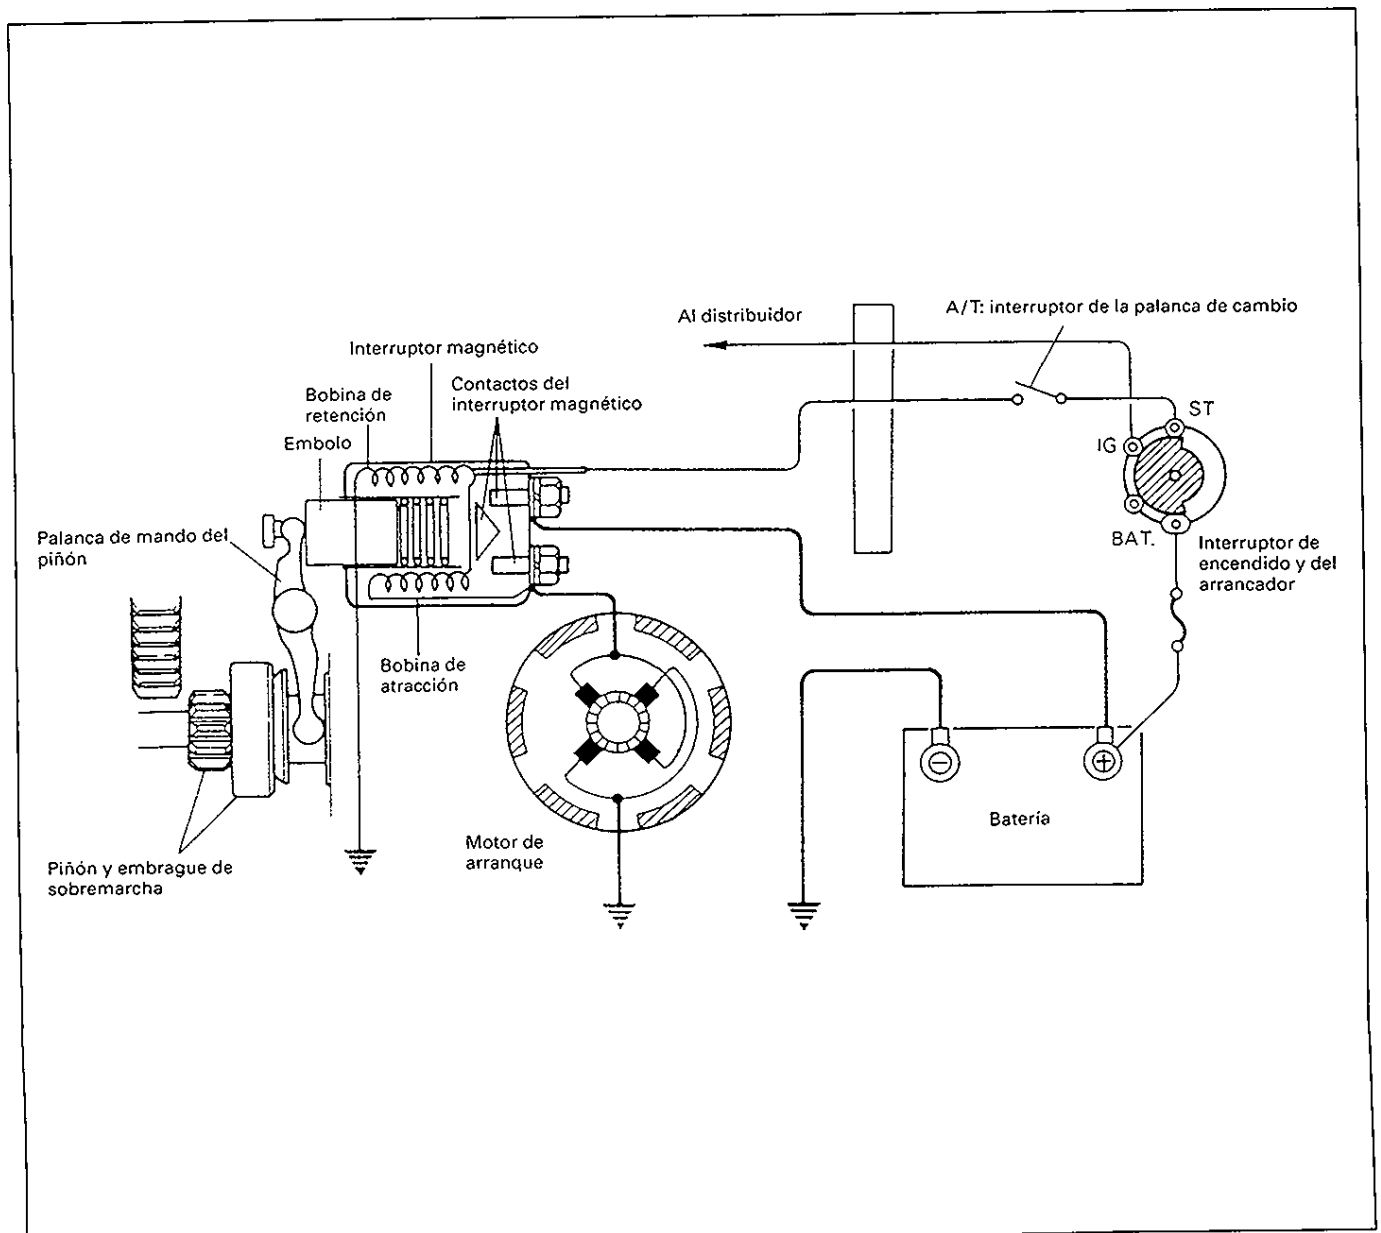 Al distribuidor
A/T: interruptor de la palanca de cambio
Interruptor magnético
Bobina de
retención
Contactos del
interruptor magnético
Embolo
ST
IG
BAT.
Interruptor de
encendido y del
arrancador
Palanca de mando del
piñón
Bobina de
atracción
Batería
Motor de
arranque
Piñón y embrague de
sobremarcha